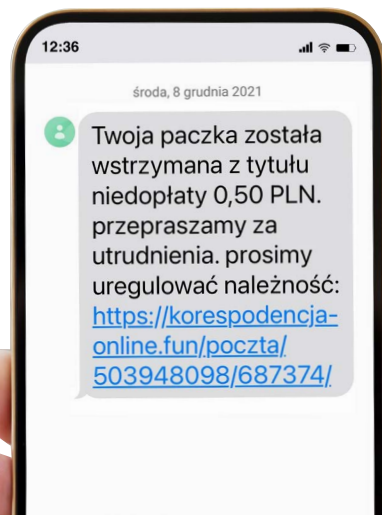 12:36
środa, 8 grudnia 2021
Twoja paczka została
wstrzymana z tytułu
niedopłaty 0,50 PLN.
przepraszamy za
utrudnienia. prosimy
uregulować należność:
https://korespodencja-
online.fun/poczta/
503948098/687374/